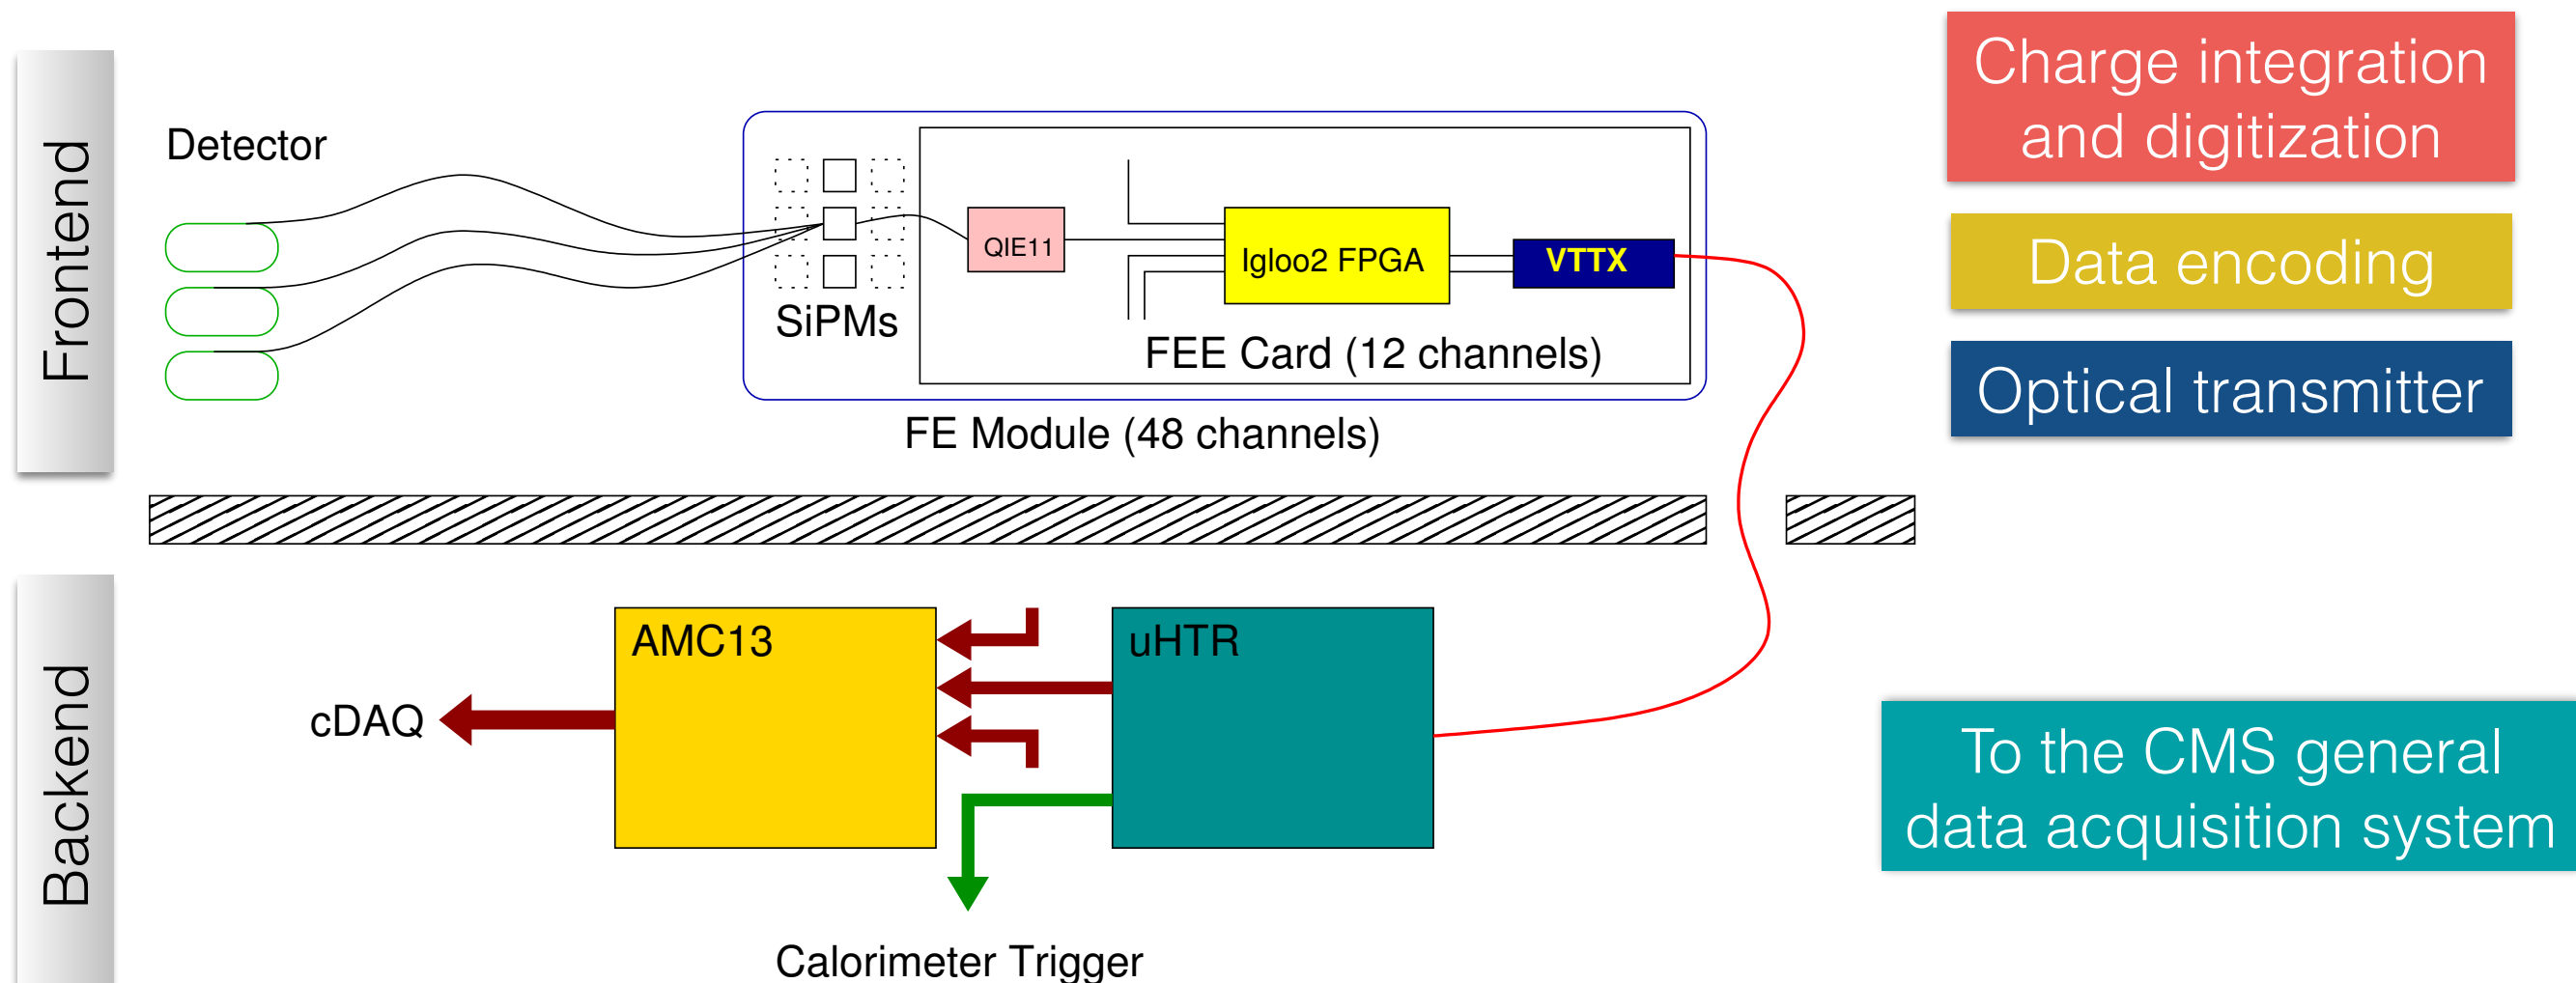 Frontend
Detector
SiPMs
QIE11
Igloo2 FPGA
VTTX
FEE Card (12 channels)
FE Module (48 channels)
Charge integration
and digitization
Data encoding
Optical transmitter
Backend
cDAQ
AMC13
uHTR
Calorimeter Trigger
To the CMS general
data acquisition system